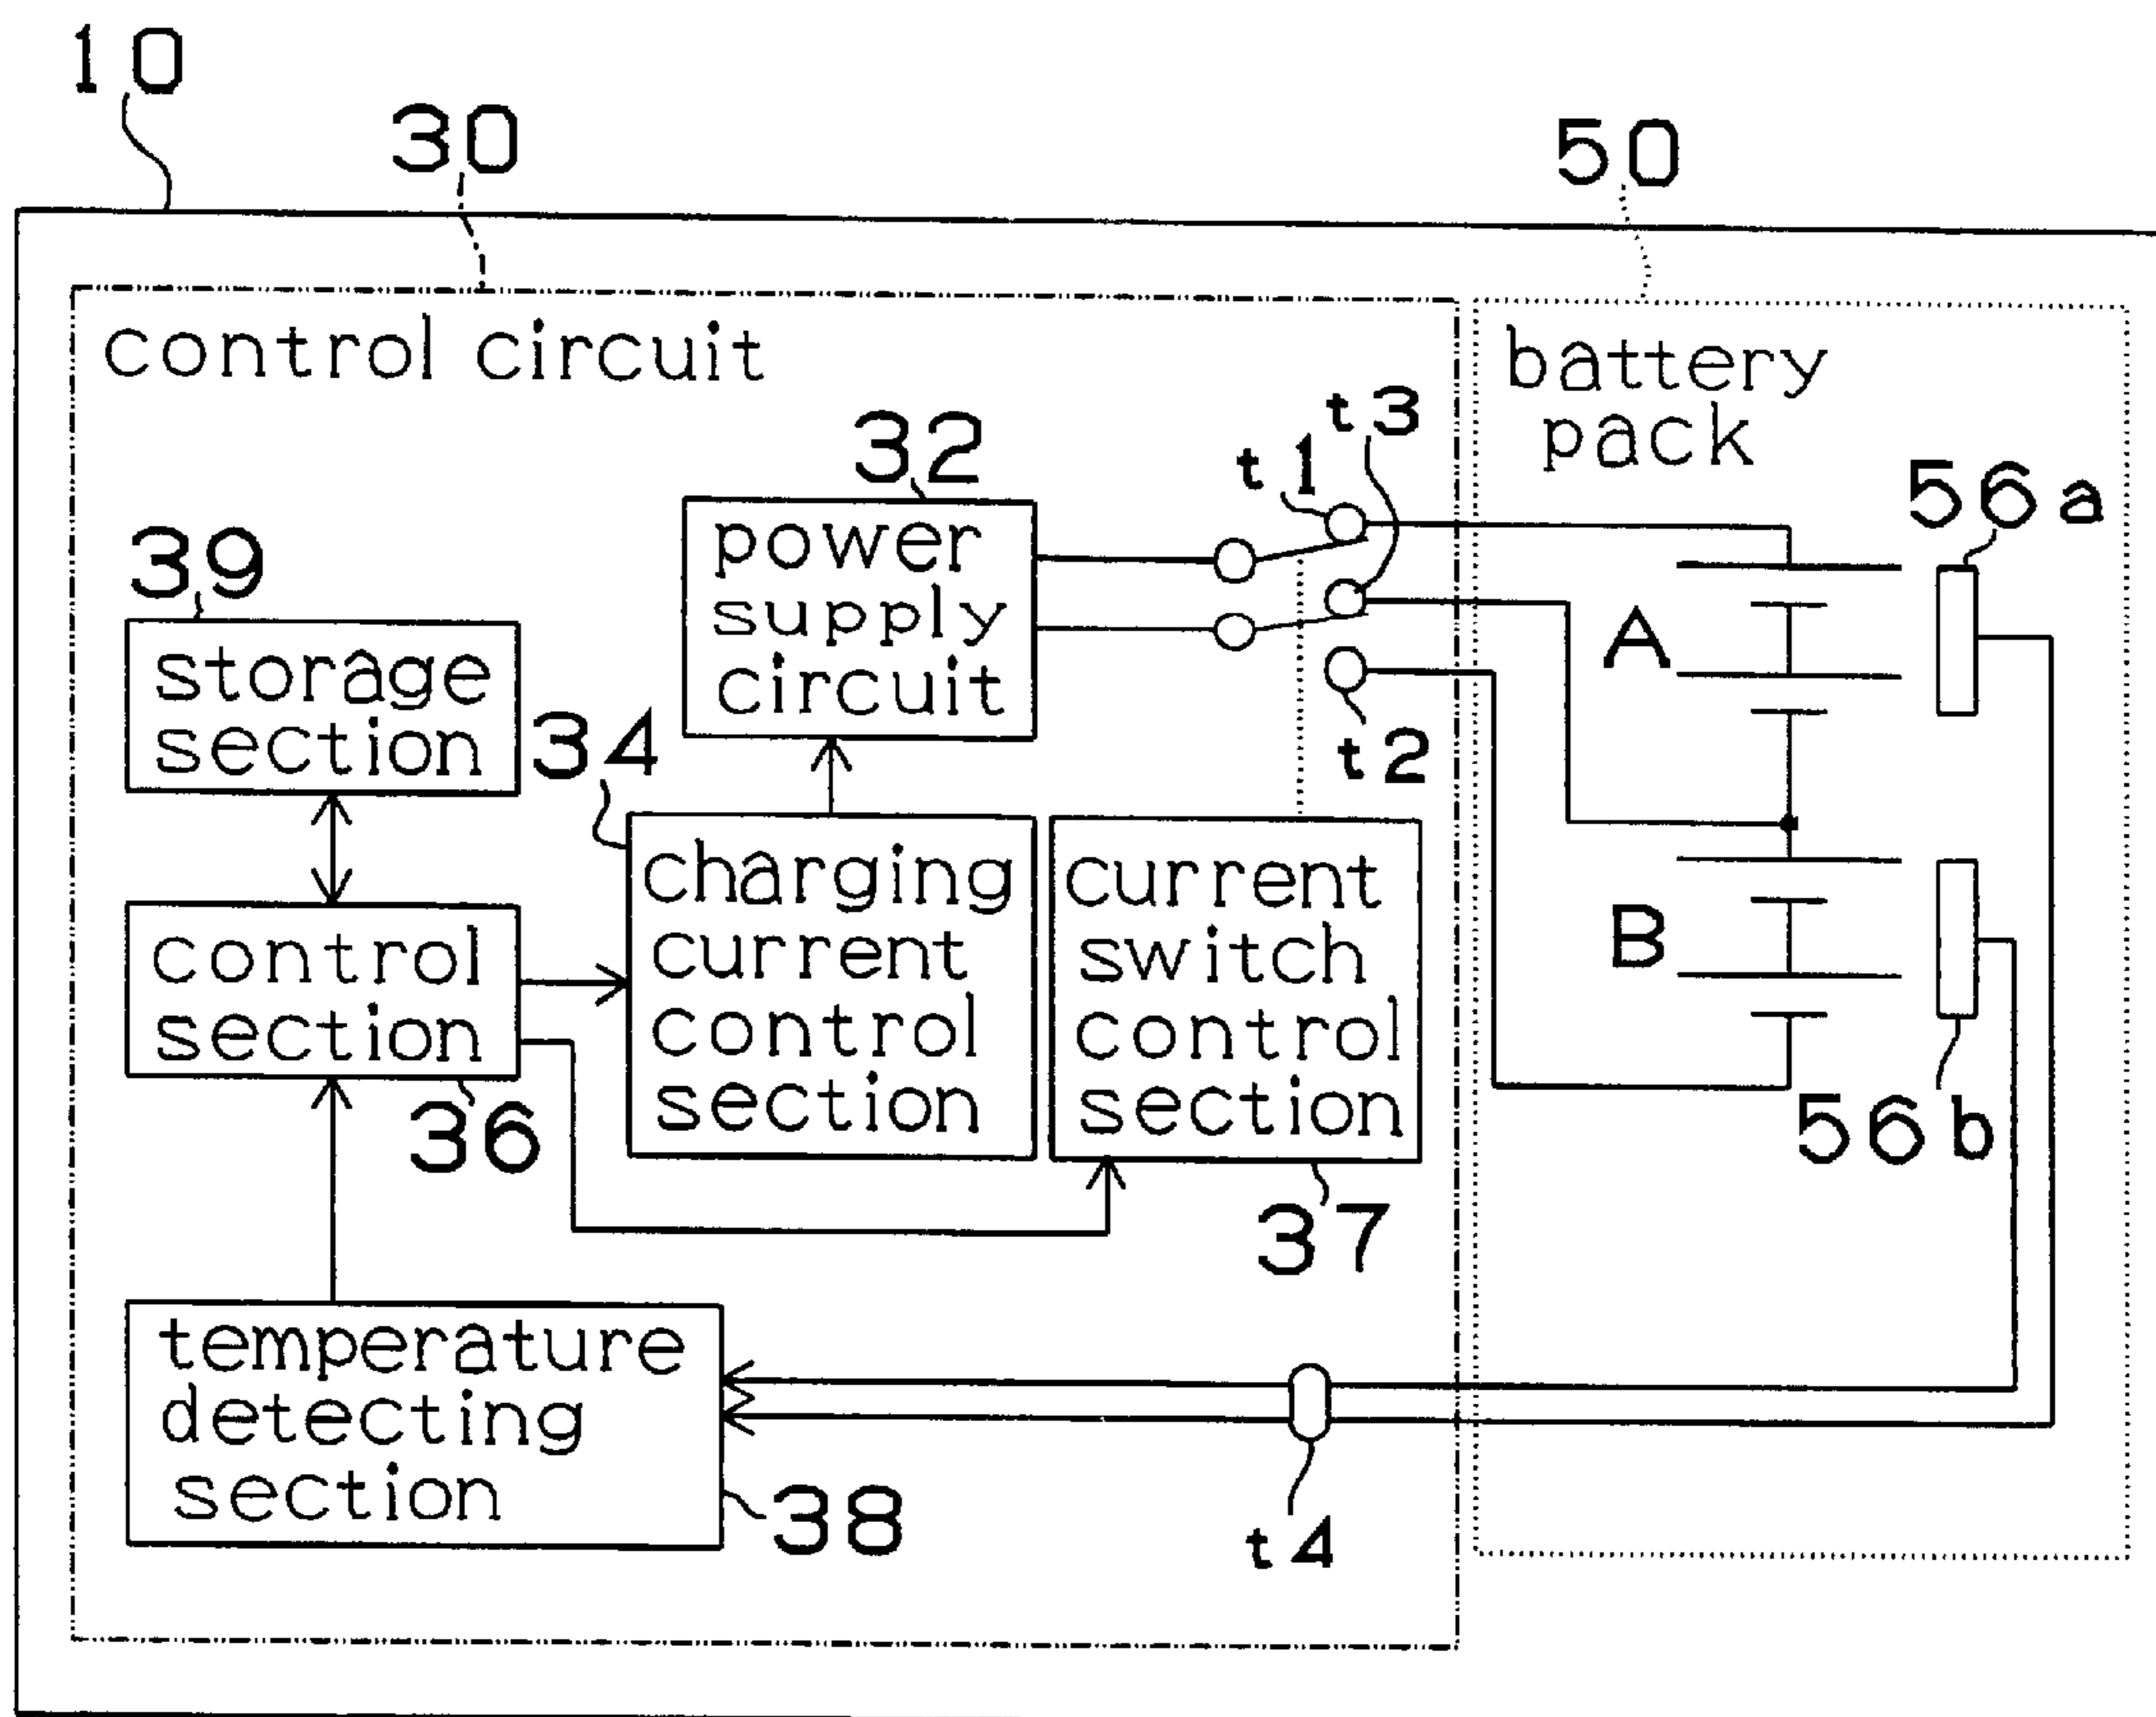 10
30
50
control circuit
battery
pack
t1
t3
32
56a
power
supply
circuit
39
storage
section
A
t2
34
charging
current
control
section
current
switch
control
section
control
section
B
36
56b
37
temperature
detecting
section
38
t4